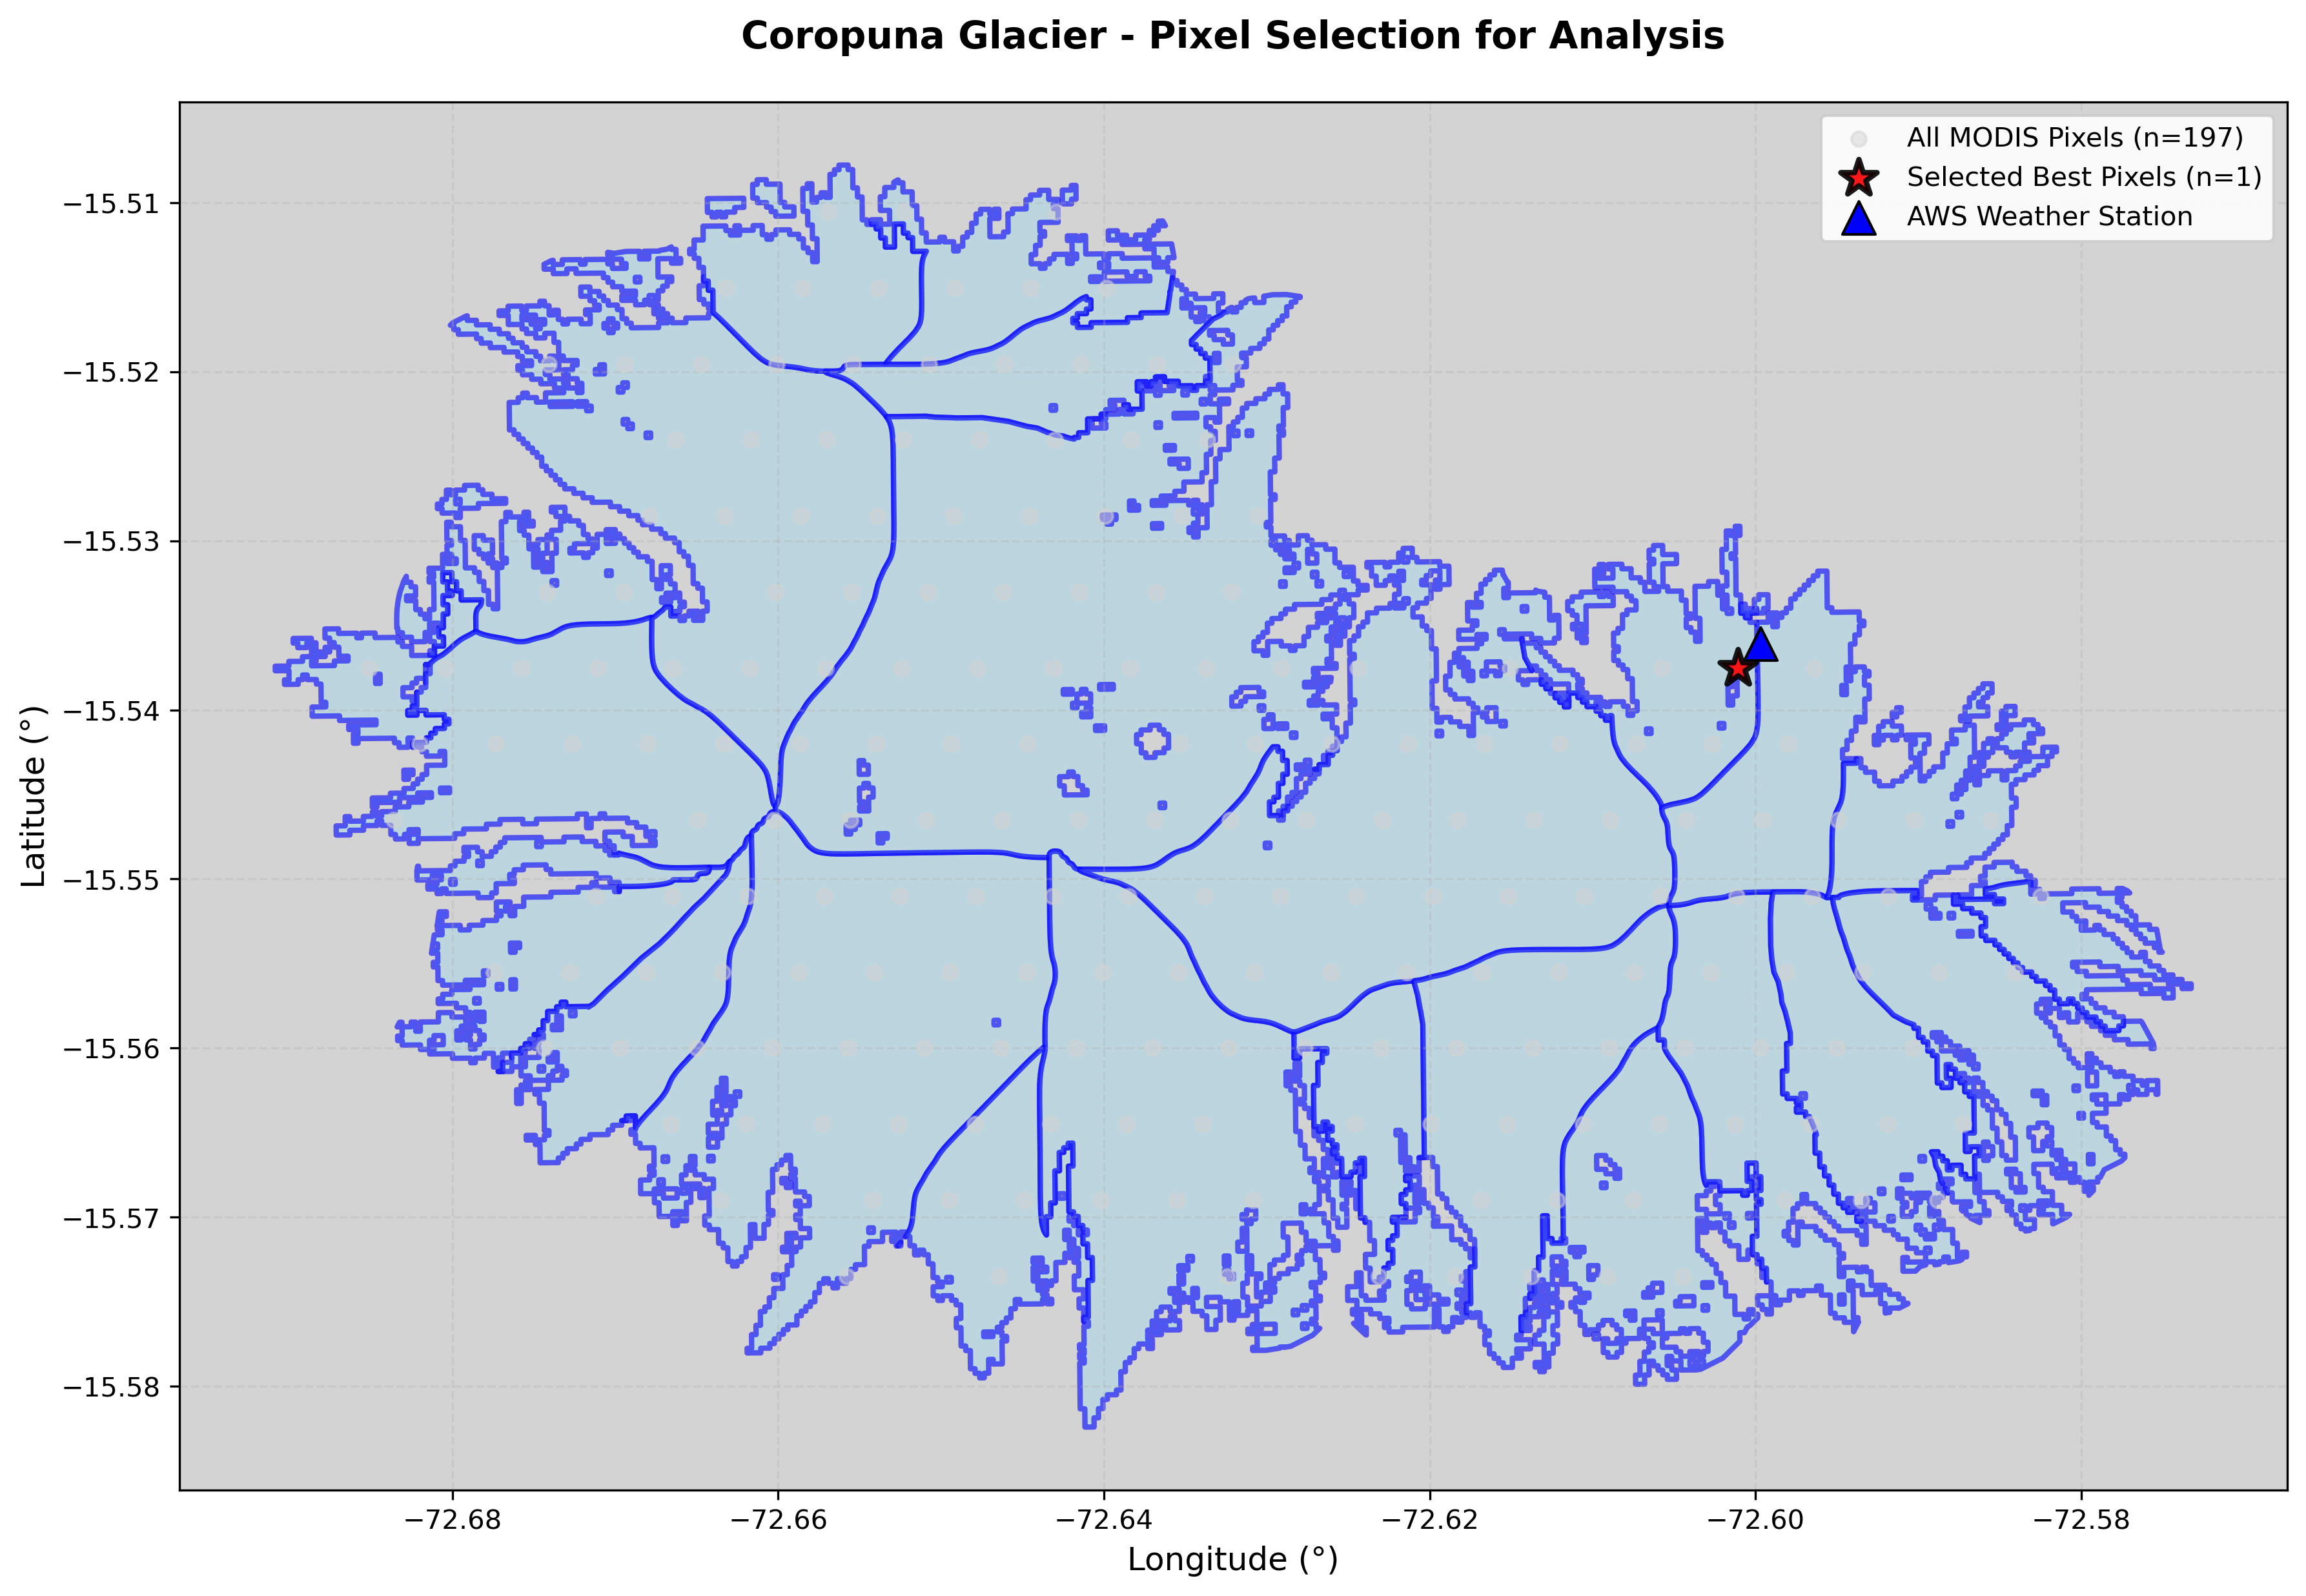 Coropuna Glacier - Pixel Selection for Analysis
All MODIS Pixels (n=197)
Selected Best Pixels (n=1)
AWS Weather Station
Latitude (°)
−15.51
−15.52
−15.53
−15.54
−15.55
−15.56
−15.57
−15.58
−72.68
−72.66
−72.64
−72.62
−72.60
−72.58
Longitude (°)